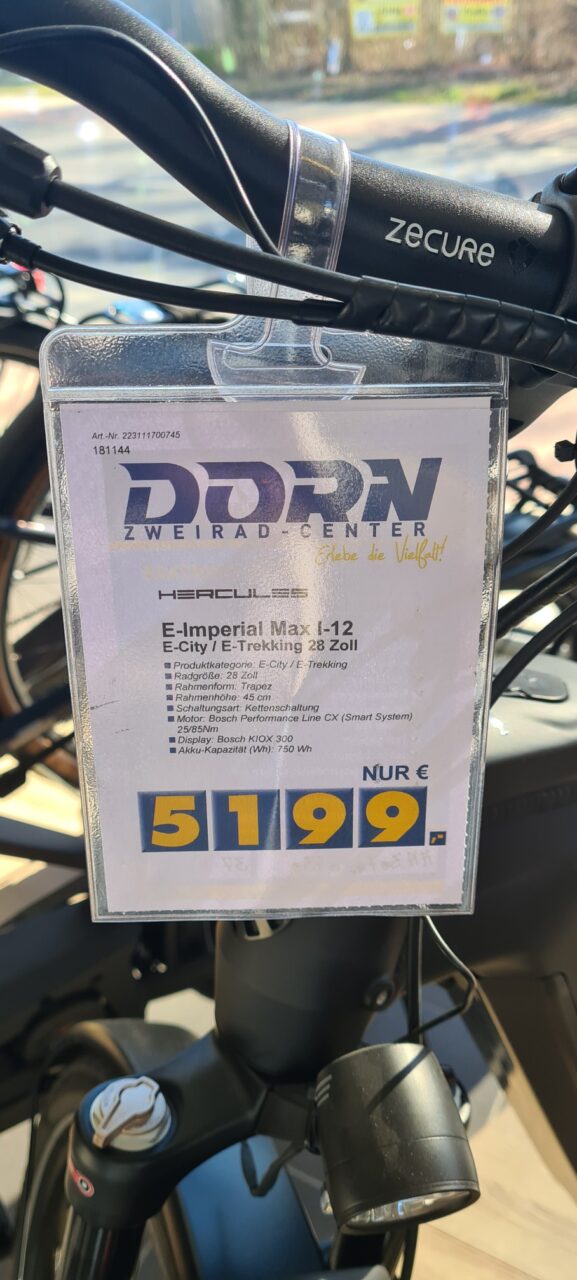 zecure
Art.-Nr. 223111700745
181144
DORN
ZWEIRAD-CENTER
Erlebe die Vielfalt!
HERCULES
E-Imperial Max I-12
E-City / E-Trekking 28 Zoll
■ Produktkategorie: E-City / E-Trekking
■ Radgröße: 28 Zoll
■ Rahmenform: Trapez
■ Rahmenhöhe: 45 cm
■ Schaltungsart: Kettenschaltung
■ Motor: Bosch Performance Line CX (Smart System)
25/85Nm
■ Display: Bosch KIOX 300
■ Akku-Kapazität (Wh): 750 Wh
NUR €
5199.-